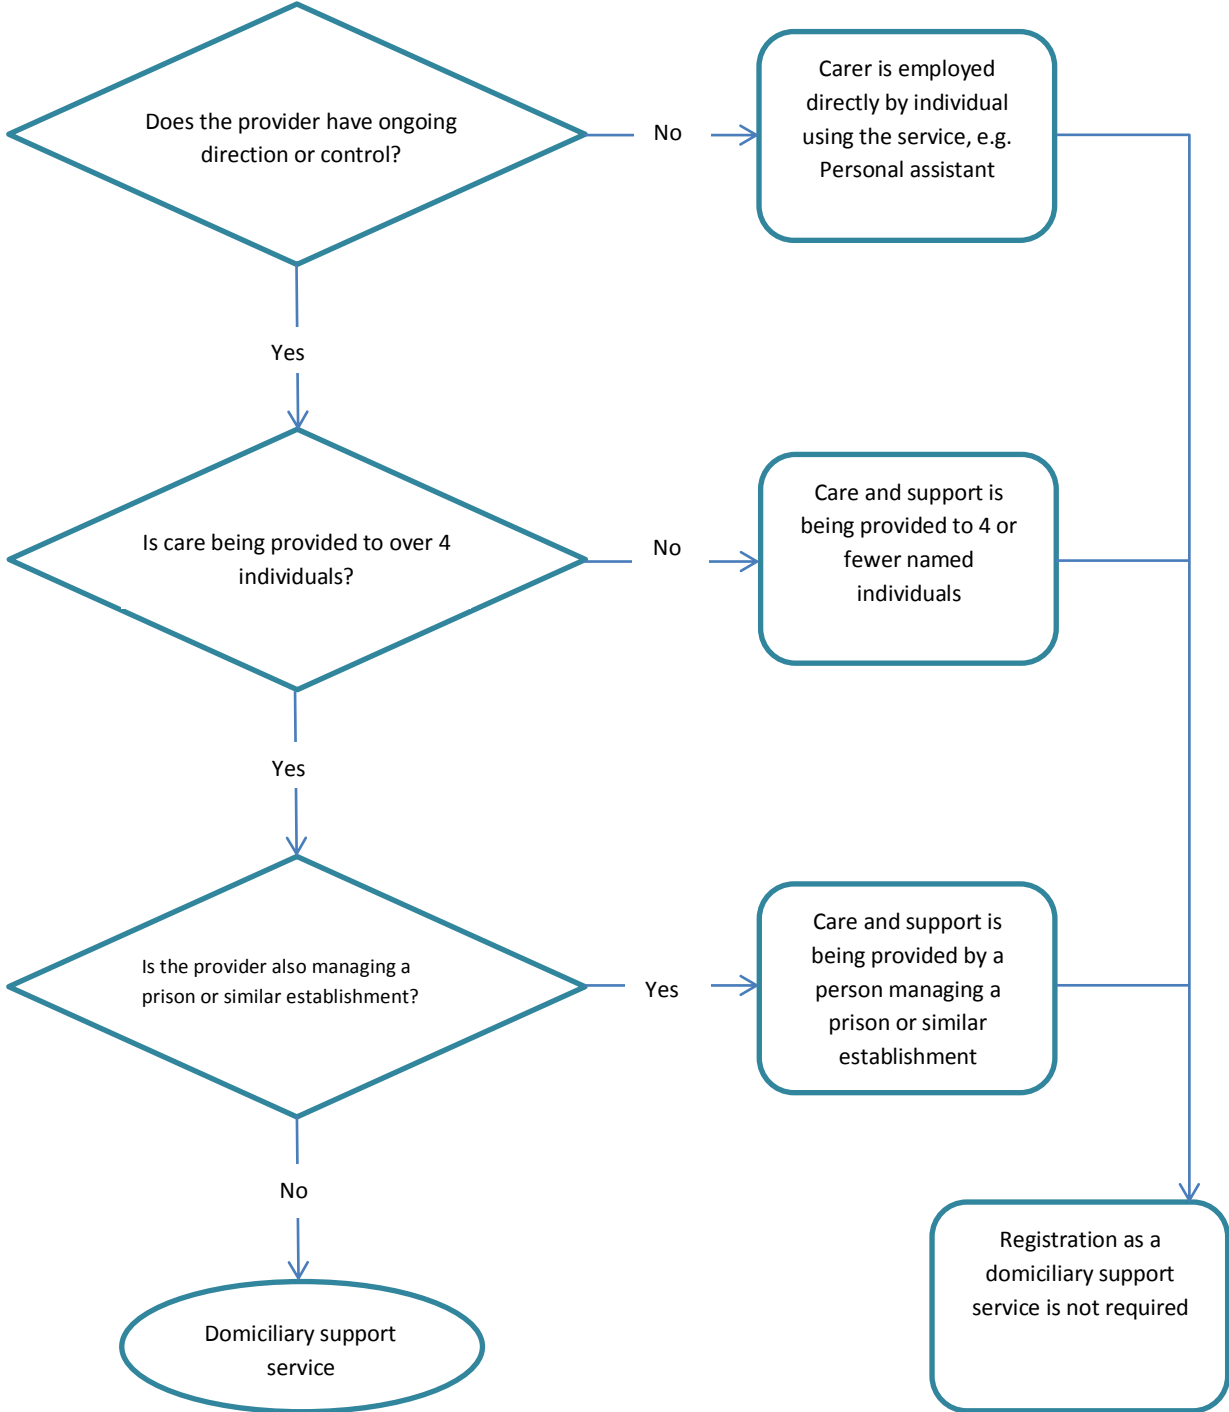 Does the provider have ongoing
direction or control?
No
Carer is employed
directly by individual
using the service, e.g.
Personal assistant
Yes
Is care being provided to over 4
individuals?
No
Care and support is
being provided to 4 or
fewer named
individuals
Yes
Is the provider also managing a
prison or similar establishment?
Yes
Care and support is
being provided by a
person managing a
prison or similar
establishment
No
Domiciliary support
service
Registration as a
domiciliary support
service is not required